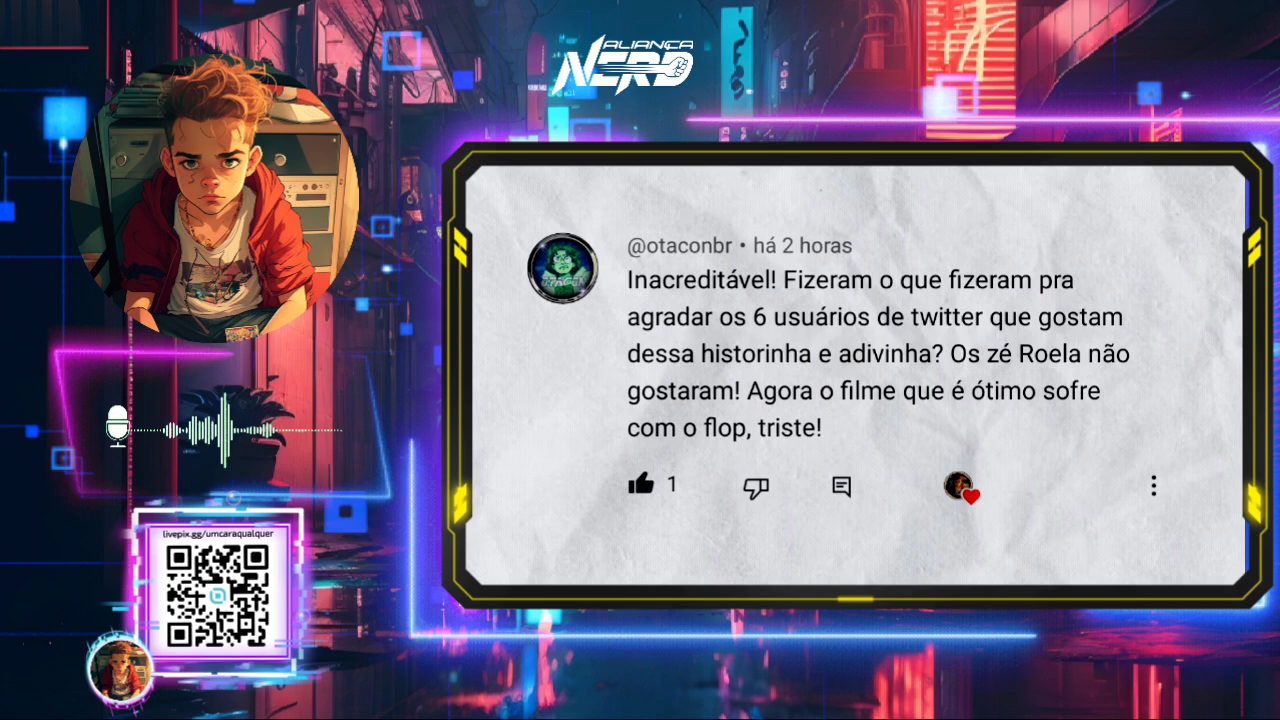 ALIANÇA
NERD
@otaconbr • há 2 horas
Inacreditável! Fizeram o que fizeram pra
agradar os 6 usuários de twitter que gostam
dessa historinha e adivinha? Os zé Roela não
gostaram! Agora o filme que é ótimo sofre
com o flop, triste!
1
livepix.gg/umcaraqualquer